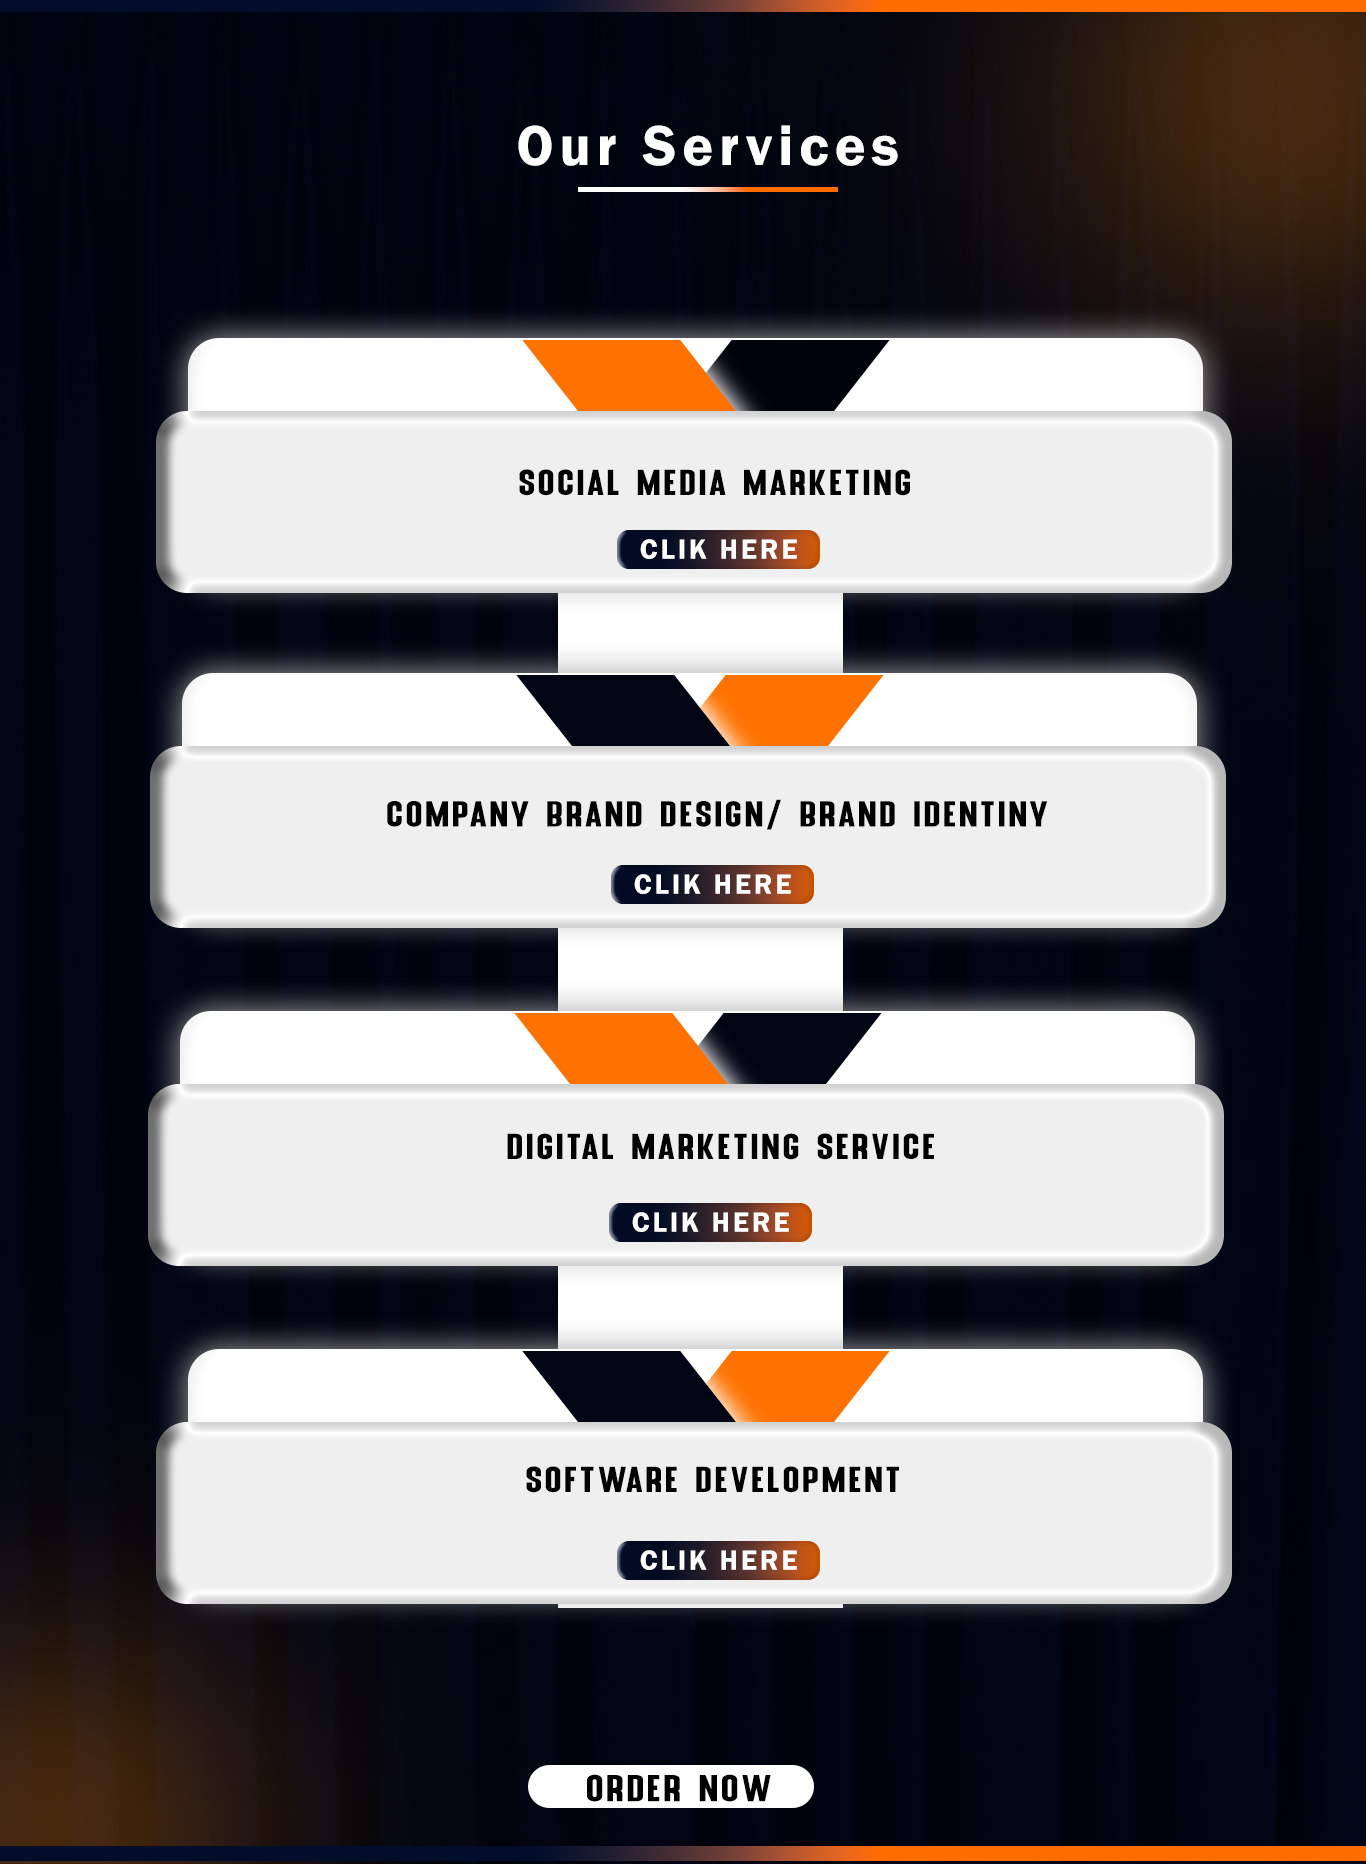 Our Services
SOCIAL MEDIA MARKETING
CLIK HERE
COMPANY BRAND DESIGN/ BRAND IDENTINY
CLIK HERE
DIGITAL MARKETING SERVICE
CLIK HERE
SOFTWARE DEVELOPMENT
CLIK HERE
ORDER NOW